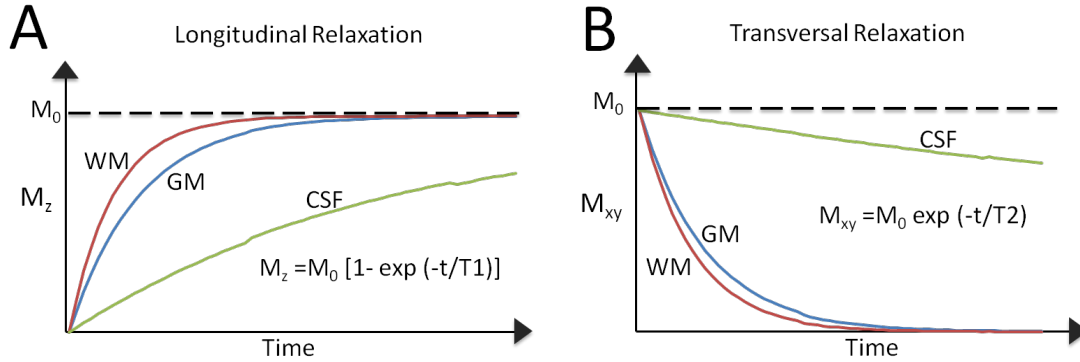 A
Longitudinal Relaxation
M0
WM
GM
Mz
CSF
Mz =M0 [1- exp (-t/T1)]
Time
B
Transversal Relaxation
M0
CSF
Mxy
Mxy =M0 exp (-t/T2)
GM
WM
Time